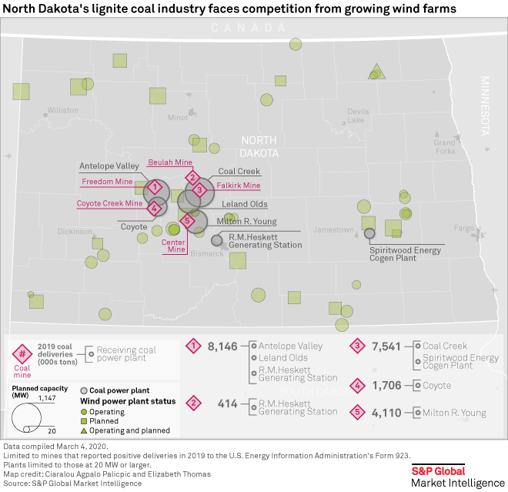 North Dakota's lignite coal industry faces competition from growing wind farms
CANADA
MINNESOTA
Williston
Minot
Devils
Lake
Grand
Forks
NORTH
DAKOTA
Antelope Valley
Beulah Mine
Coal Creek
Freedom Mine
1
2
3
Falkirk Mine
Coyote Creek Mine
4
Leland Olds
5
Milton R. Young
Coyote
Dickinson
Center
Mine
R.M.Heskett
Generating Station
Bismarck
Jamestown
Fargo
Spiritwood Energy
Cogen Plant
#
Coal
mine
2019 coal
deliveries
(000s tons)
Receiving coal
power plant
Planned capacity
(MW)
1,147
20
Coal power plant
Wind power plant status
Operating
Planned
Operating and planned
1 8,146 Antelope Valley
Leland Olds
R.M.Heskett
Generating Station
2 414 R.M.Heskett
Generating Station
3 7,541 Coal Creek
Spiritwood Energy
Cogen Plant
4 1,706 Coyote
5 4,110 Milton R. Young
Data compiled March 4, 2020.
Limited to mines that reported positive deliveries in 2019 to the U.S. Energy Information Administration's Form 923.
Plants limited to those at 20 MW or larger.
Map credit: Ciaralou Agpalo Palicpic and Elizabeth Thomas
Source: S&P Global Market Intelligence
S&P Global
Market Intelligence